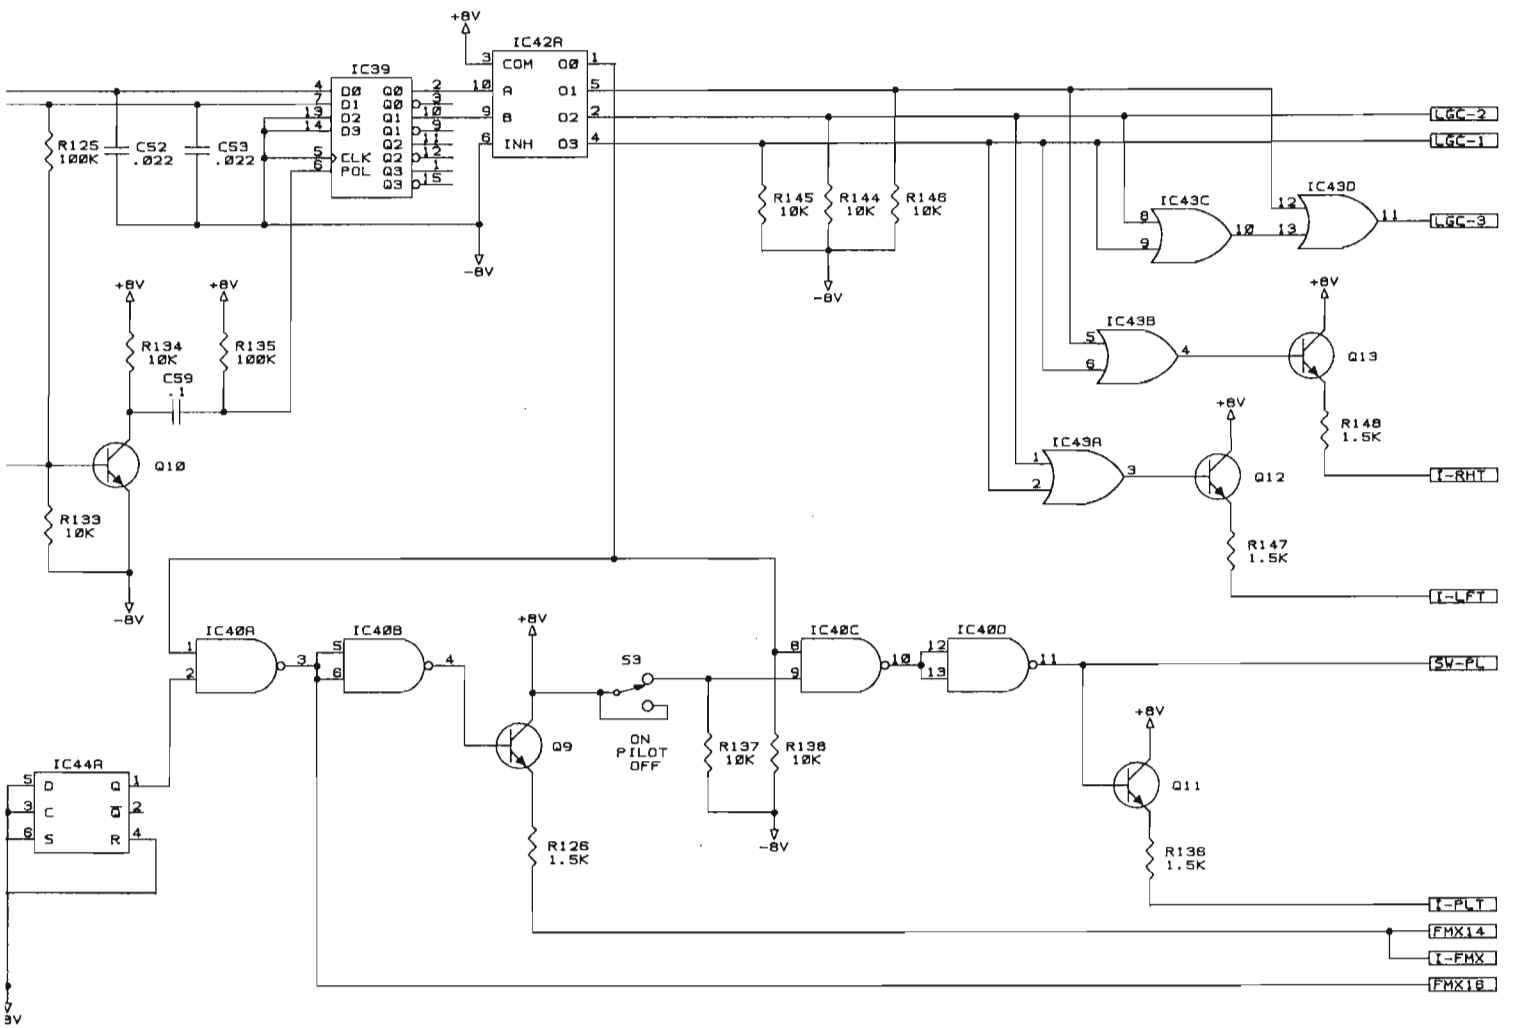 +8V
IC42A
3 COM O0 1
10 A O1 5
9 B O2 2
6 INH O3 4
IC39
4 D0 Q0 2
7 D1 Q0 3
13 D2 Q1 10
14 D3 Q1 9
Q2 11
5 CLK Q2 12
6 POL Q3 1
Q3 15
R125
100K
C52
.022
C53
.022
-8V
R145
10K
R144
10K
R146
10K
-8V
LGC-2
LGC-1
IC43D
12
13
11
LGC-3
IC43C
8
9
10
+8V
+8V
R134
10K
R135
100K
C59
.1
Q10
R133
10K
-8V
IC43B
5
6
4
+8V
Q13
R148
1.5K
I-RHT
IC43A
1
2
3
+8V
Q12
R147
1.5K
I-LFT
IC40A
1
2
3
IC40B
5
6
4
+8V
S3
ON
PILOT
OFF
Q9
R126
1.5K
R137
10K
R138
10K
-8V
IC40C
8
9
10
IC40D
12
13
11
SW-PL
+8V
Q11
R136
1.5K
IC44A
5 D Q 1
3 C Q 2
6 S R 4
I-PLT
FMX14
I-FMX
FMX16
8V